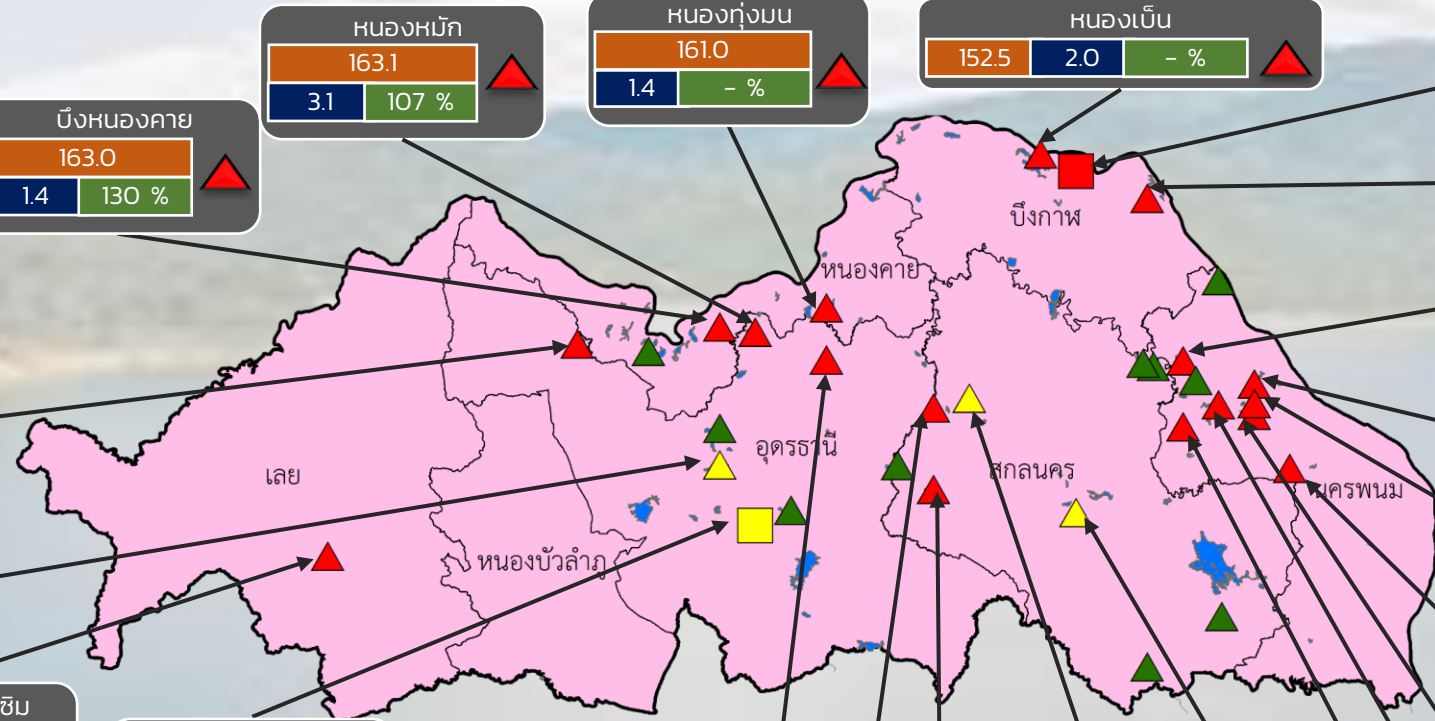 หนองหมัก
163.1
3.1 107 %
หนองทุ่งมน
161.0
1.4 - %
หนองเบ็น
152.5 2.0 - %
บึงหนองคาย
163.0
1.4 130 %
บึงกาฬ
หนองคาย
เลย
อุดรธานี
สกลนคร
นครพนม
หนองบัวลำภู
ซิม